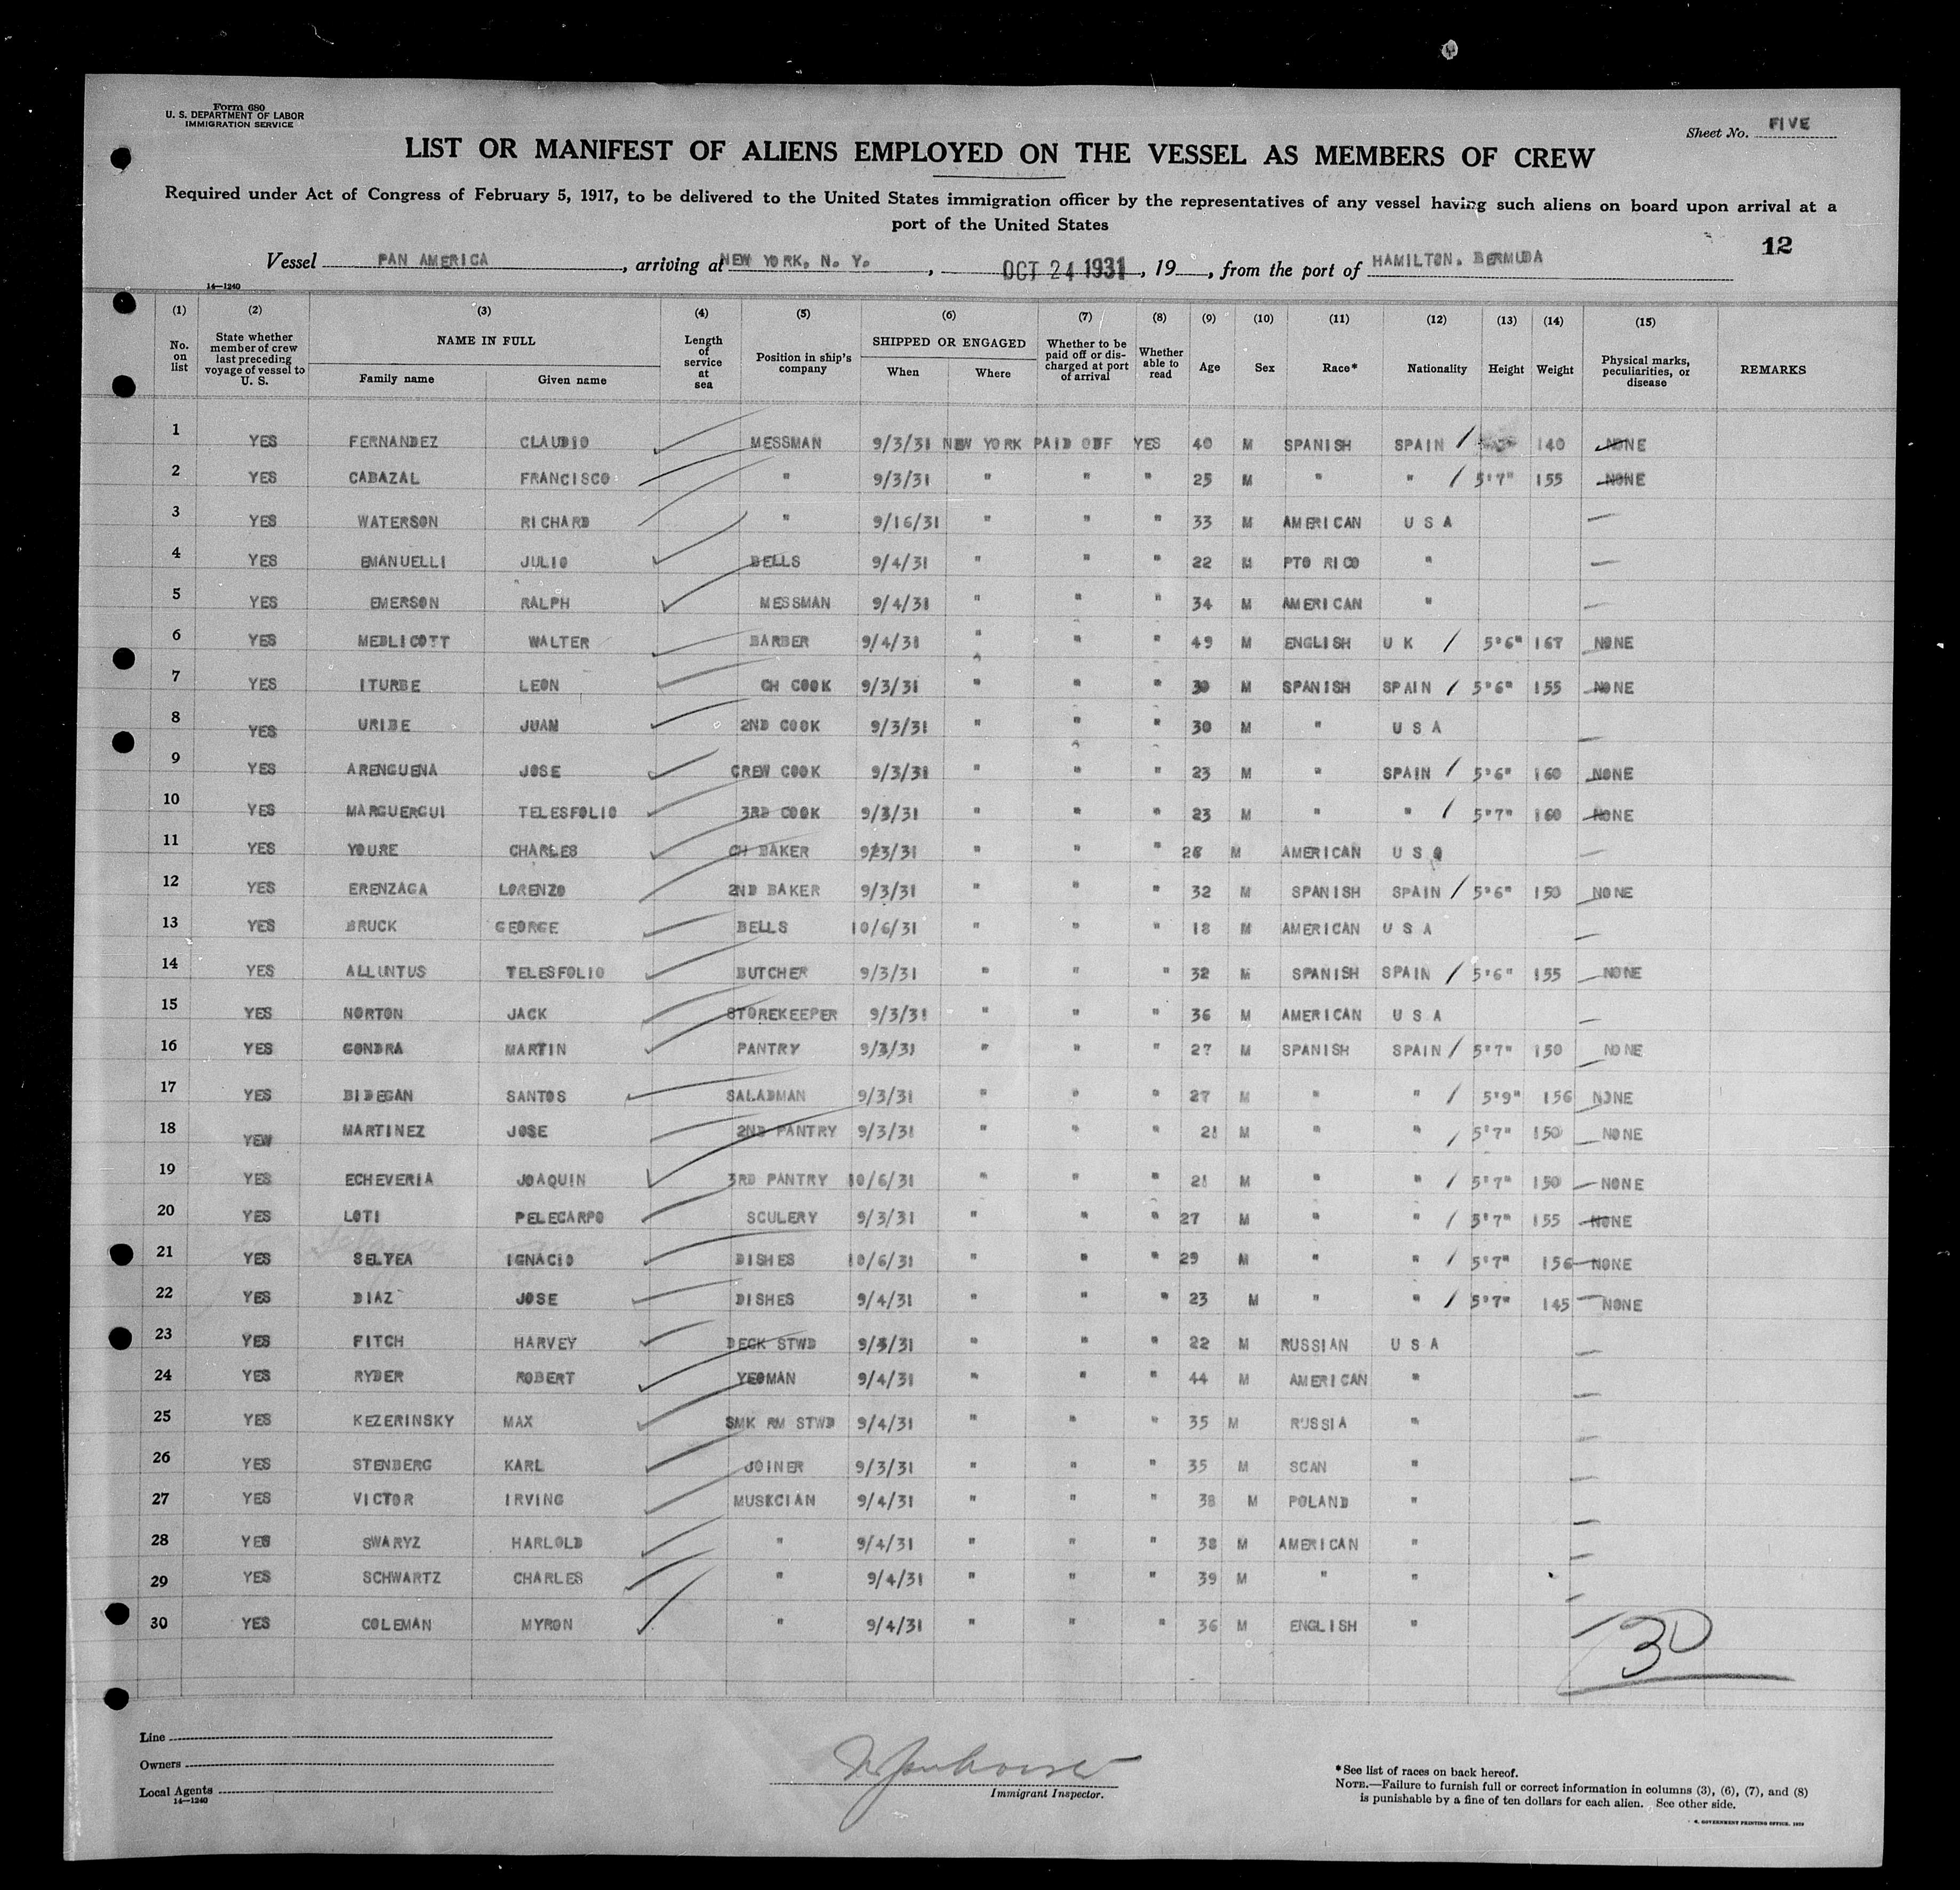 Form 680
U. S. DEPARTMENT OF LABOR
IMMIGRATION SERVICE
Sheet No. FIVE
LIST OR MANIFEST OF ALIENS EMPLOYED ON THE VESSEL AS MEMBERS OF CREW
Required under Act of Congress of February 5, 1917, to be delivered to the United States immigration officer by the representatives of any vessel having such aliens on board upon arrival at a
port of the United States
12
Vessel PAN AMERICA, arriving at NEW YORK, N. Y., OCT 24 1931, 19, from the port of HAMILTON. BERMUDA
14—1240
(1) (2) (3) (4) (5) (6) (7) (8) (9) (10) (11) (12) (13) (14) (15)
No. on list State whether member of crew last preceding voyage of vessel to U. S. NAME IN FULL Family name Given name Length of service at sea Position in ship's company SHIPPED OR ENGAGED When Where Whether to be paid off or discharged at port of arrival Whether able to read Age Sex Race* Nationality Height Weight Physical marks, peculiarities, or disease REMARKS
1 YES FERNANDEZ CLAUDIO MESSMAN 9/3/31 NEW YORK PAID OFF YES 40 M SPANISH SPAIN / 140 NONE
2 YES CABAZAL FRANCISCO " 9/3/31 " " " 25 M " " / 5'7" 155 NONE
3 YES WATERSON RICHARD " 9/16/31 " " " 33 M AMERICAN U S A —
4 YES EMANUELLI JULIO BELLS 9/4/31 " " " 22 M PTO RICO " —
5 YES EMERSON RALPH MESSMAN 9/4/31 " " " 34 M AMERICAN " —
6 YES MEDLICOTT WALTER BARBER 9/4/31 " " " 49 M ENGLISH U K / 5'6" 167 NONE
7 YES ITURBE LEON CH COOK 9/3/31 " " " 30 M SPANISH SPAIN / 5'6" 155 NONE
8 YES URIBE JUAN 2ND COOK 9/3/31 " " " 30 M " U S A —
9 YES ARENGUENA JOSE CREW COOK 9/3/31 " " " 23 M " SPAIN / 5'6" 160 NONE
10 YES MARGUERGUI TELESFOLIO 3RD COOK 9/3/31 " " " 23 M " " / 5'7" 160 NONE
11 YES YOURE CHARLES CH BAKER 9/3/31 " " " 26 M AMERICAN U S —
12 YES ERENZAGA LORENZO 2ND BAKER 9/3/31 " " " 32 M SPANISH SPAIN / 5'6" 150 NONE
13 YES BRUCK GEORGE BELLS 10/6/31 " " " 18 M AMERICAN U S A —
14 YES ALLUNTUS TELESFOLIO BUTCHER 9/3/31 " " " 32 M SPANISH SPAIN / 5'6" 155 NONE
15 YES NORTON JACK STOREKEEPER 9/3/31 " " " 36 M AMERICAN U S A —
16 YES GONDRA MARTIN PANTRY 9/3/31 " " " 27 M SPANISH SPAIN / 5'7" 150 NONE
17 YES BIDEGAN SANTOS SALADMAN 9/3/31 " " " 27 M " " / 5'9" 156 NONE
18 YEW MARTINEZ JOSE 2ND PANTRY 9/3/31 " " " 21 M " " / 5'7" 150 NONE
19 YES ECHEVERIA JOAQUIN 3RD PANTRY 10/6/31 " " " 21 M " " / 5'7" 150 NONE
20 YES LOTI PELECARPO SCULERY 9/3/31 " " " 27 M " " / 5'7" 155 NONE
21 YES SELYEA IGNACIO DISHES 10/6/31 " " " 29 M " " / 5'7" 156 NONE
22 YES DIAZ JOSE DISHES 9/4/31 " " " 23 M " " / 5'7" 145 NONE
23 YES FITCH HARVEY DECK STWD 9/3/31 " " " 22 M RUSSIAN U S A —
24 YES RYDER ROBERT YEOMAN 9/4/31 " " " 44 M AMERICAN " —
25 YES KEZERINSKY MAX SMK RM STWD 9/4/31 " " " 35 M RUSSIA " —
26 YES STENBERG KARL JOINER 9/3/31 " " " 35 M SCAN " —
27 YES VICTOR IRVING MUSKCIAN 9/4/31 " " " 38 M POLAND " —
28 YES SWARYZ HARLOLD " 9/4/31 " " " 38 M AMERICAN " —
29 YES SCHWARTZ CHARLES " 9/4/31 " " " 39 M " " —
30 YES COLEMAN MYRON " 9/4/31 " " " 36 M ENGLISH " —
30
Line
Owners
Local Agents
14—1240
Immigrant Inspector.
*See list of races on back hereof.
NOTE.—Failure to furnish full or correct information in columns (3), (6), (7), and (8)
is punishable by a fine of ten dollars for each alien. See other side.
GOVERNMENT PRINTING OFFICE. 1929